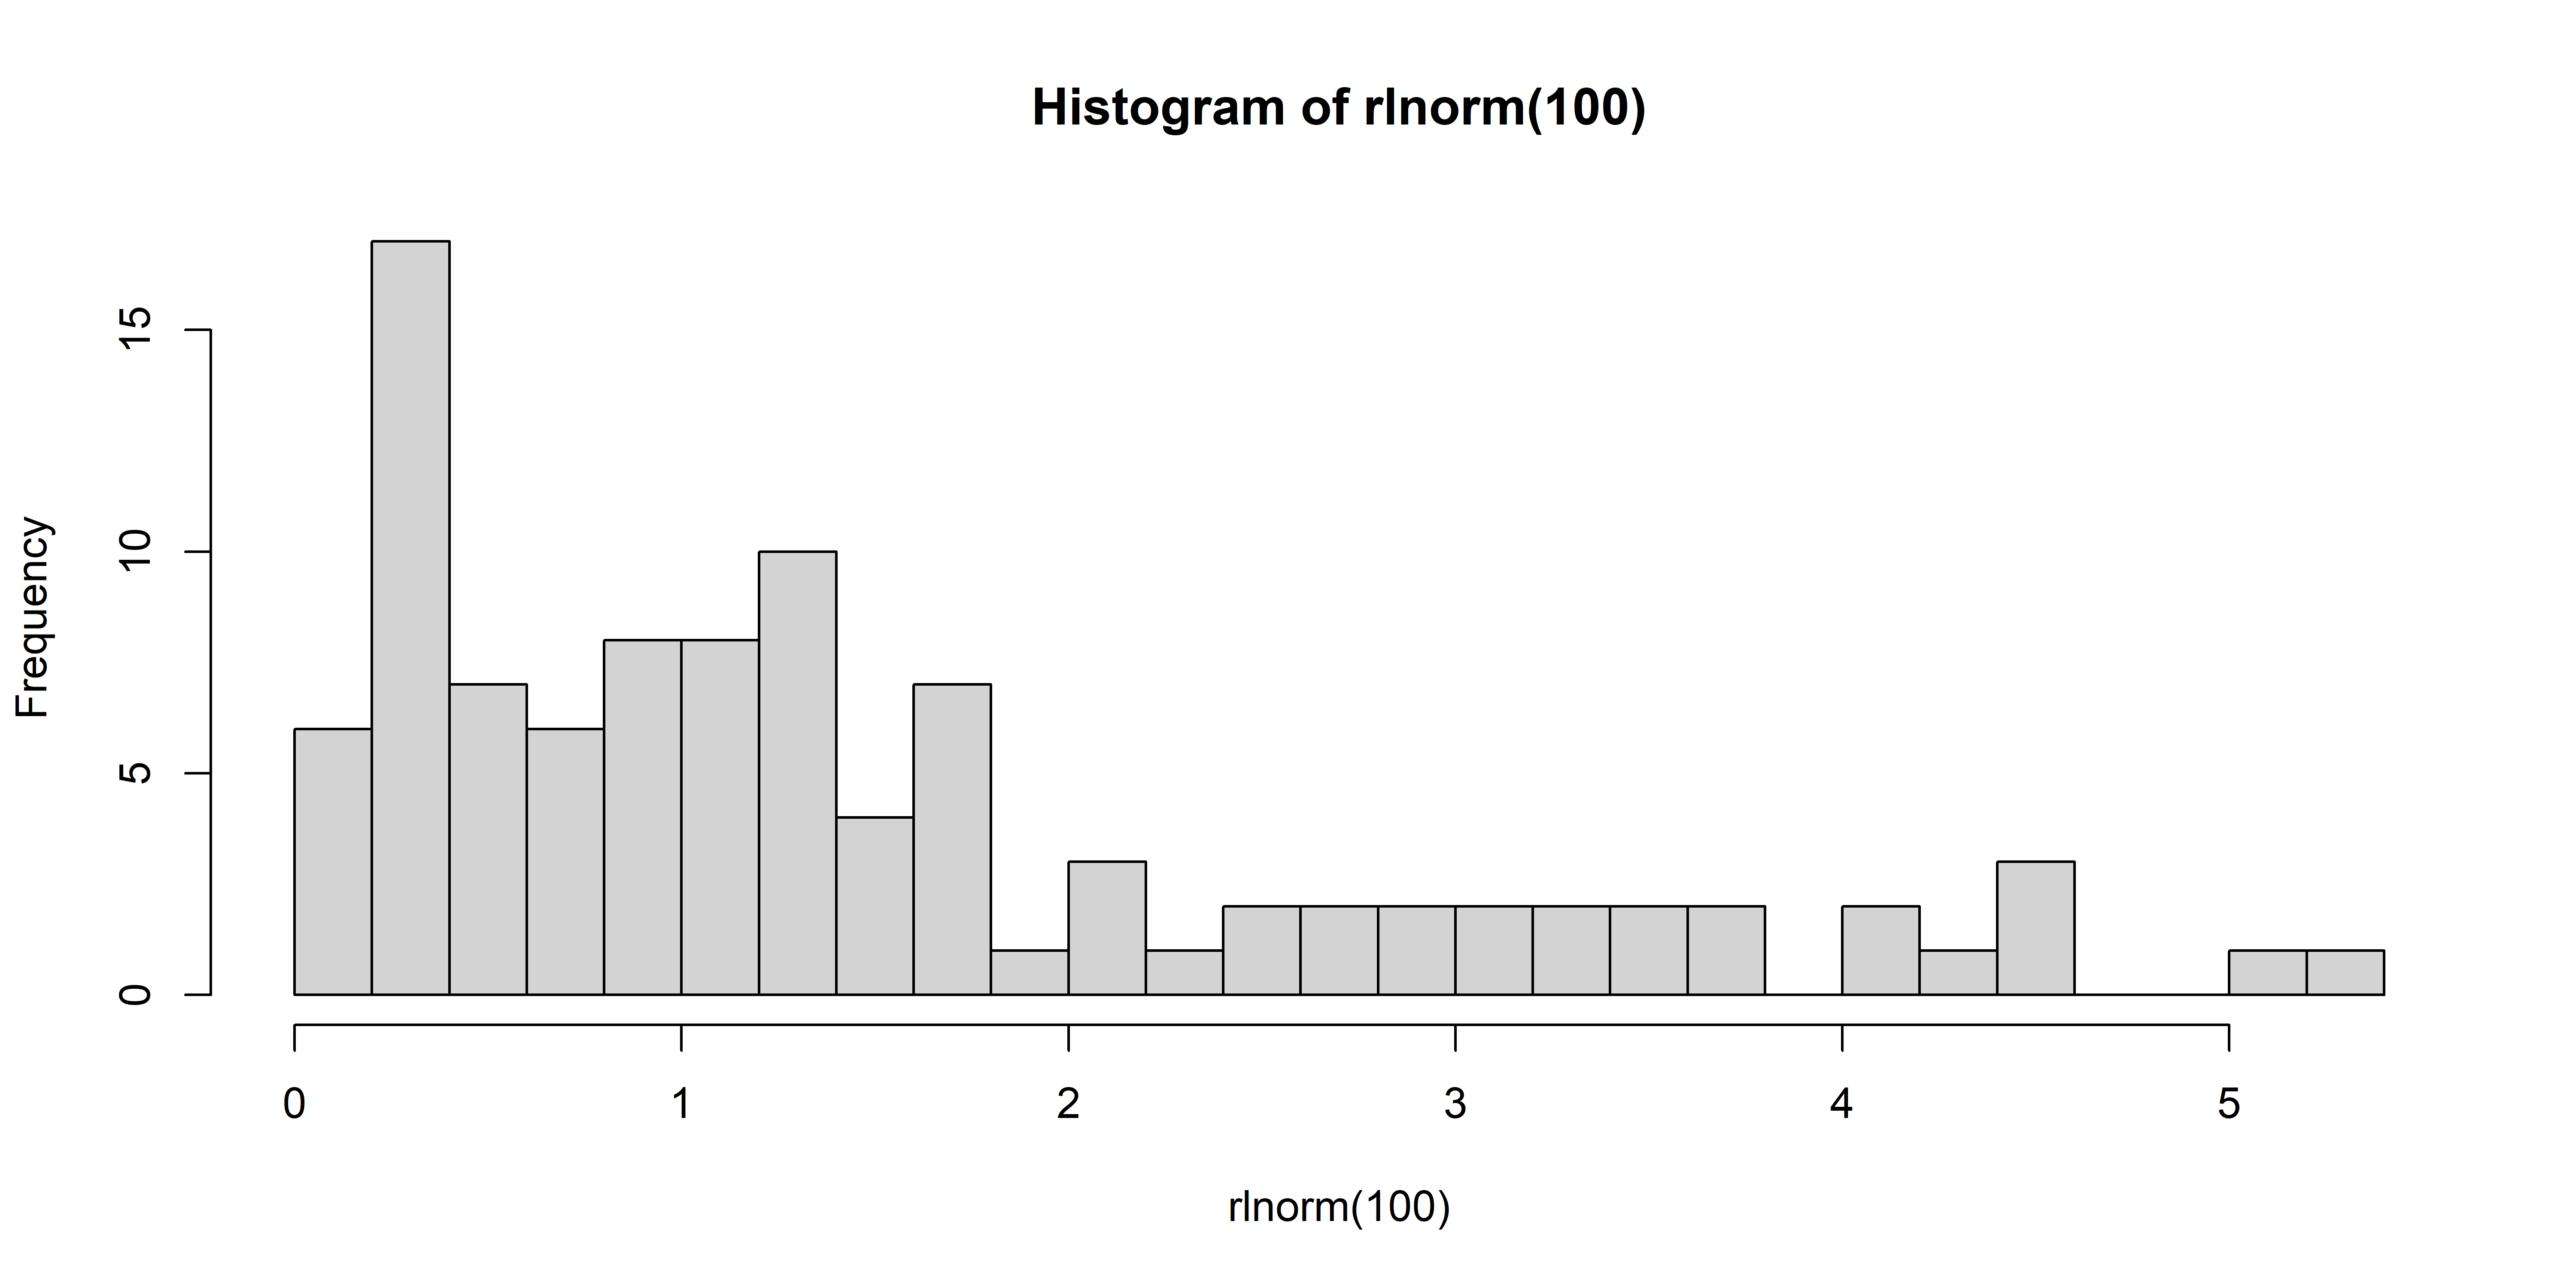 Histogram of rlnorm(100)
Frequency
15
10
5
0
0 1 2 3 4 5
rlnorm(100)